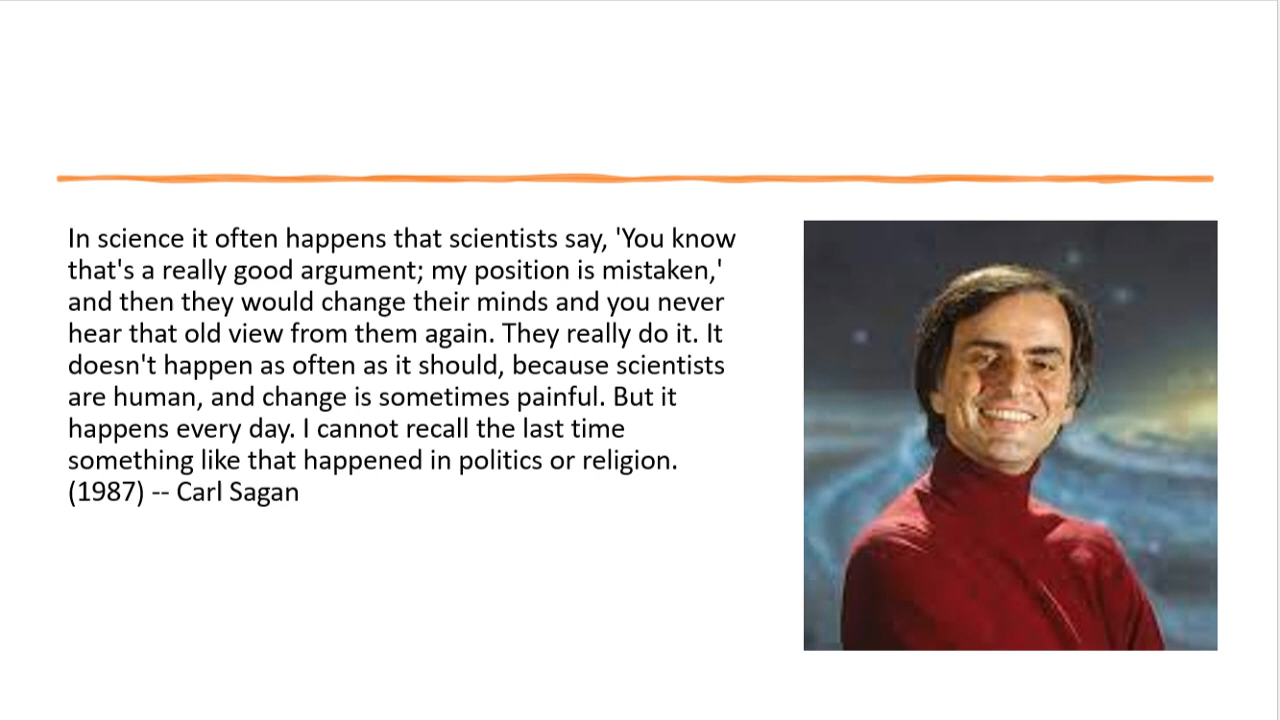 In science it often happens that scientists say, 'You know
that's a really good argument; my position is mistaken,'
and then they would change their minds and you never
hear that old view from them again. They really do it. It
doesn't happen as often as it should, because scientists
are human, and change is sometimes painful. But it
happens every day. I cannot recall the last time
something like that happened in politics or religion.
(1987) -- Carl Sagan